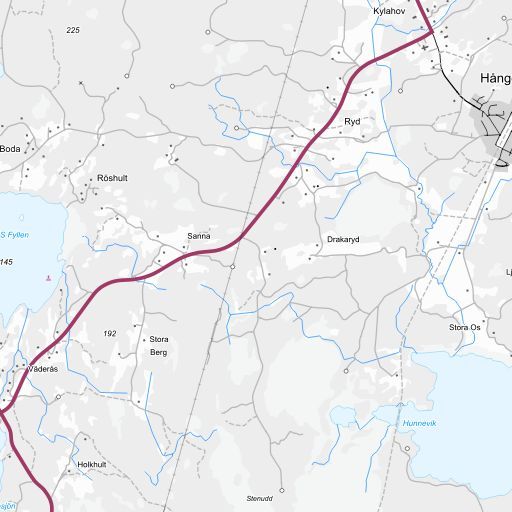 Kylahov
225
Hång
Ryd
Boda
Röshult
S Fyllen
Sanna
Drakaryd
145
Stora Os
192
Stora
Berg
Väderås
Hunnevik
Holkhult
Stenudd